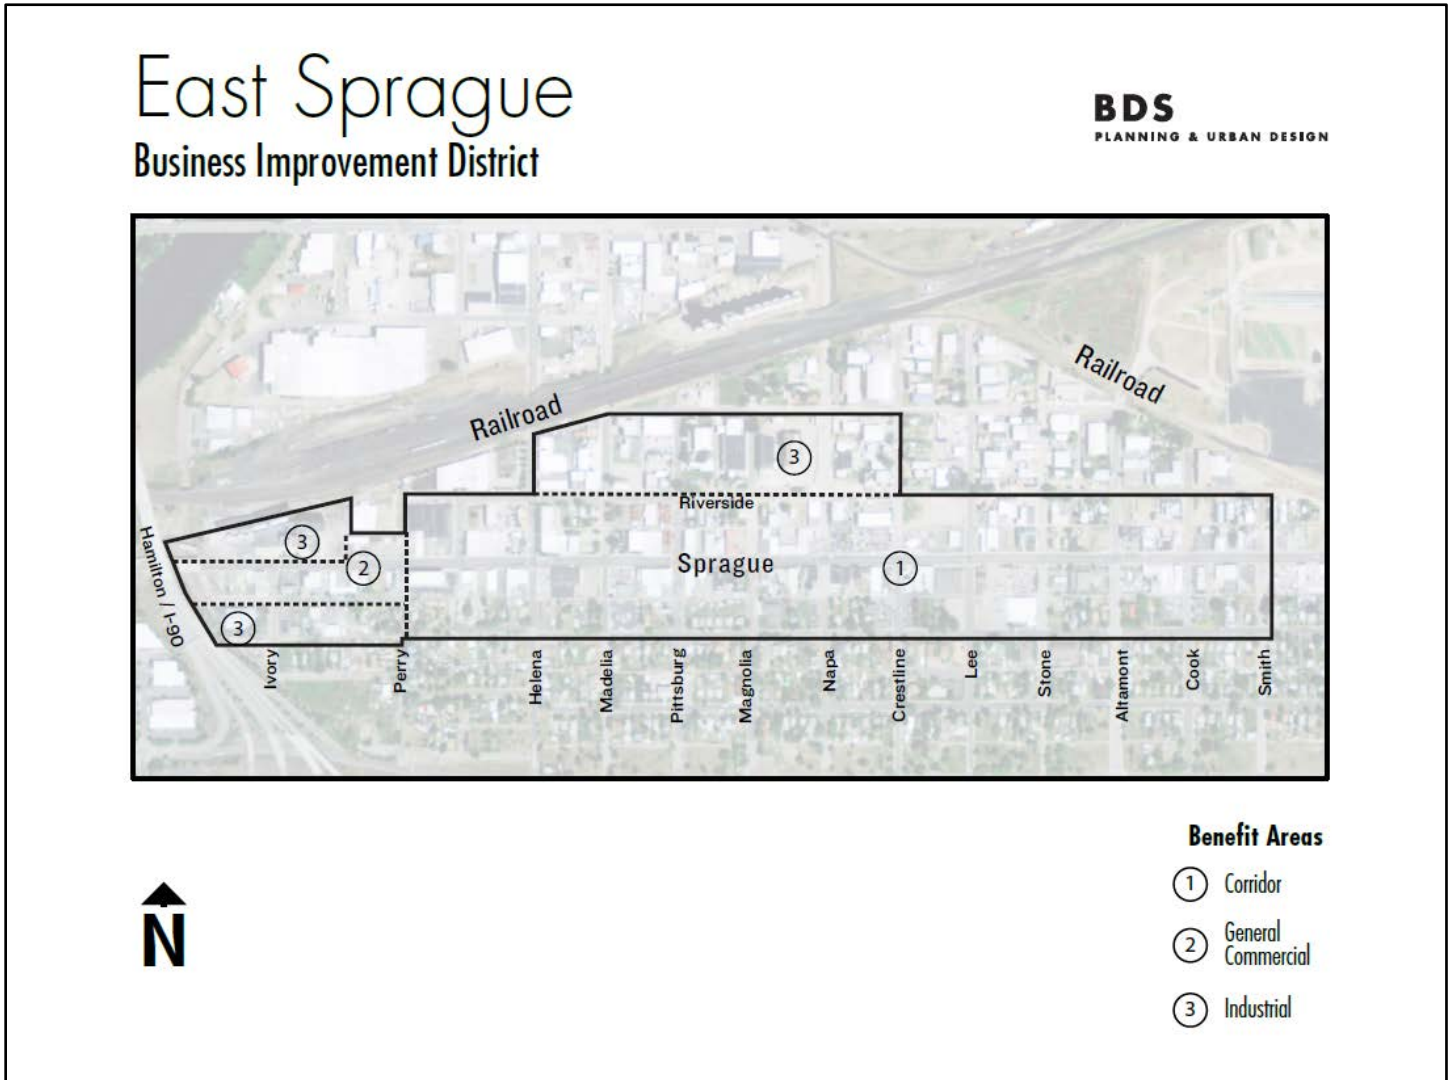 East Sprague
Business Improvement District
BDS
PLANNING & URBAN DESIGN
Railroad
Railroad
3
Riverside
Hamilton / I-90
3
2
Sprague
1
3
Ivory
Perry
Helena
Madelia
Pittsburg
Magnolia
Napa
Crestline
Lee
Stone
Altamont
Cook
Smith
Benefit Areas
1 Corridor
2 General
Commercial
3 Industrial
N